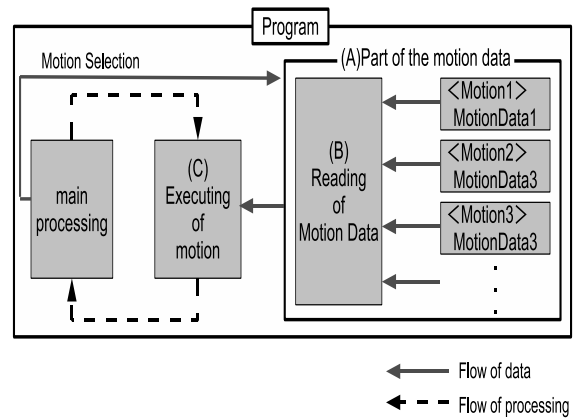 Program
Motion Selection
(A)Part of the motion data
main
processing
(C)
Executing
of
motion
(B)
Reading
of
Motion Data
<Motion1>
MotionData1
<Motion2>
MotionData3
<Motion3>
MotionData3
Flow of data
Flow of processing